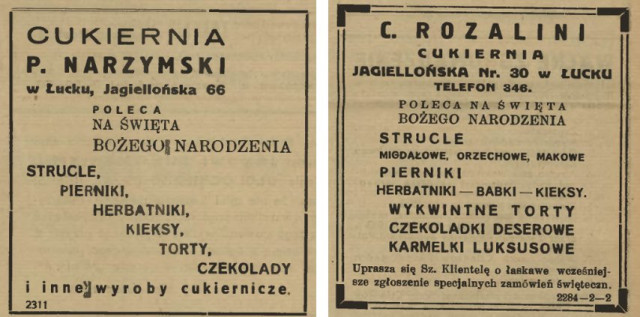 CUKIERNIA
P. NARZYMSKI
w Łucku, Jagiellońska 66
POLECA
NA ŚWIĘTA
BOŻEGO NARODZENIA
STRUCLE,
PIERNIKI,
HERBATNIKI,
KIEKSY,
TORTY,
CZEKOLADY
i inne wyroby cukiernicze.
2311
C. ROZALINI
CUKIERNIA
JAGIELLOŃSKA Nr. 30 w ŁUCKU
TELEFON 346.
POLECA NA ŚWIĘTA
BOŻEGO NARODZENIA
STRUCLE
MIGDAŁOWE, ORZECHOWE, MAKOWE
PIERNIKI
HERBATNIKI — BABKI — KIEKSY.
WYKWINTNE TORTY
CZEKOLADKI DESEROWE
KARMELKI LUKSUSOWE
Uprasza się Sz. Klientelę o łaskawe wcześniej-
sze zgłoszenie specjalnych zamówień świąteczn.
2284—2—2